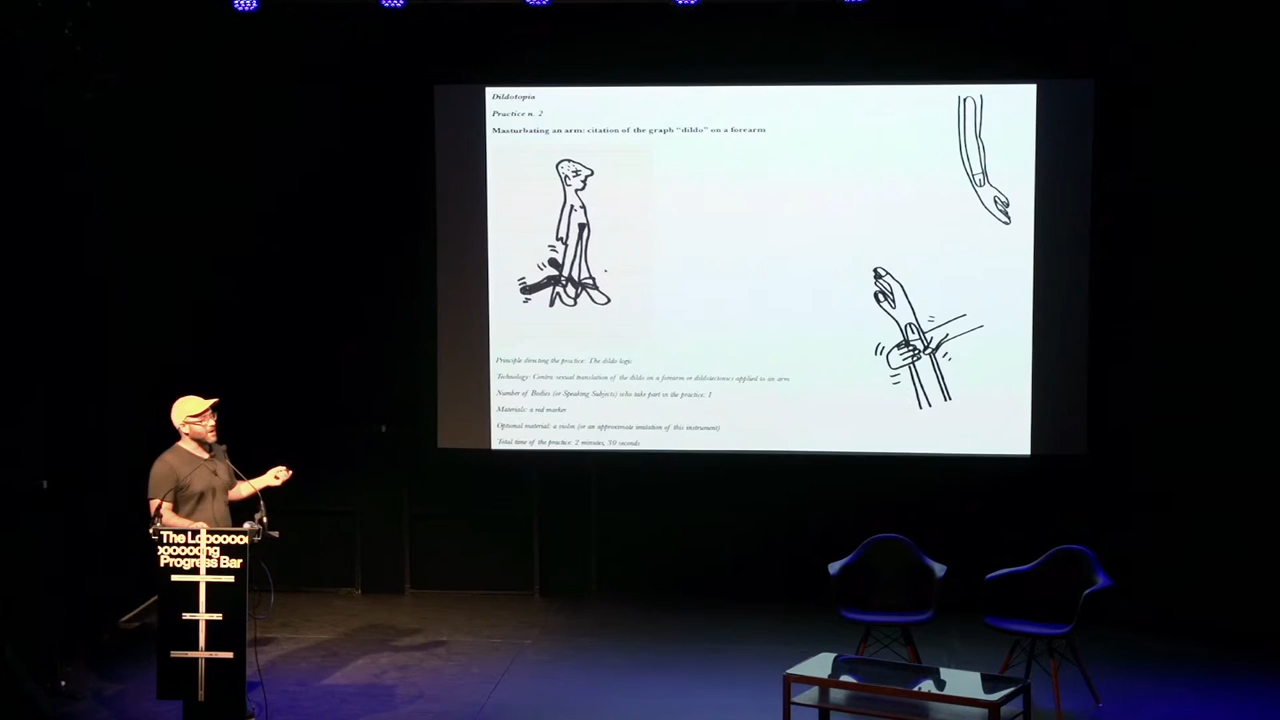 Dildotopia
Practice n. 2
Masturbating an arm: citation of the graph "dildo" on a forearm
Principle directing the practice: The dildo logic
Technology: Contra-sexual translation of the dildo on a forearm or dildotectonics applied to an arm
Number of Bodies (or Speaking Subjects) who take part in the practice: 1
Materials: a red marker
Optional material: a violin (or an approximate imitation of this instrument)
Total time of the practice: 2 minutes, 30 seconds
The Looooooo
oooooong
Progress Bar